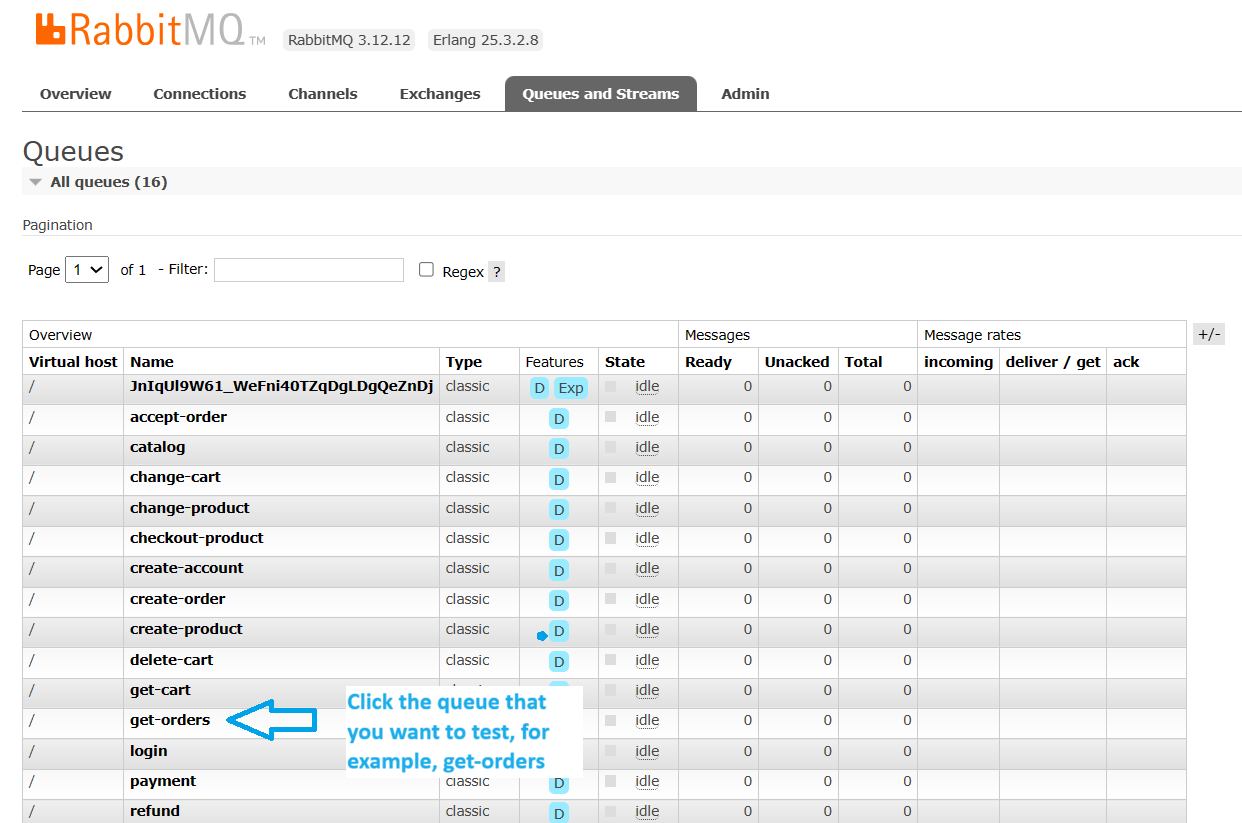 RabbitMQ TM RabbitMQ 3.12.12 Erlang 25.3.2.8
Overview Connections Channels Exchanges Queues and Streams Admin
Queues
All queues (16)
Pagination
Page 1 of 1 - Filter: Regex ?
Overview Messages Message rates +/-
Virtual host Name Type Features State Ready Unacked Total incoming deliver / get ack
/ JnIqUl9W61_WeFni40TZqDgLDgQeZnDj classic D Exp idle 0 0 0
/ accept-order classic D idle 0 0 0
/ catalog classic D idle 0 0 0
/ change-cart classic D idle 0 0 0
/ change-product classic D idle 0 0 0
/ checkout-product classic D idle 0 0 0
/ create-account classic D idle 0 0 0
/ create-order classic D idle 0 0 0
/ create-product classic D idle 0 0 0
/ delete-cart classic D idle 0 0 0
/ get-cart idle 0 0 0
/ get-orders idle 0 0 0
Click the queue that
you want to test, for
example, get-orders
/ login idle 0 0 0
/ payment classic D idle 0 0 0
/ refund classic D idle 0 0 0